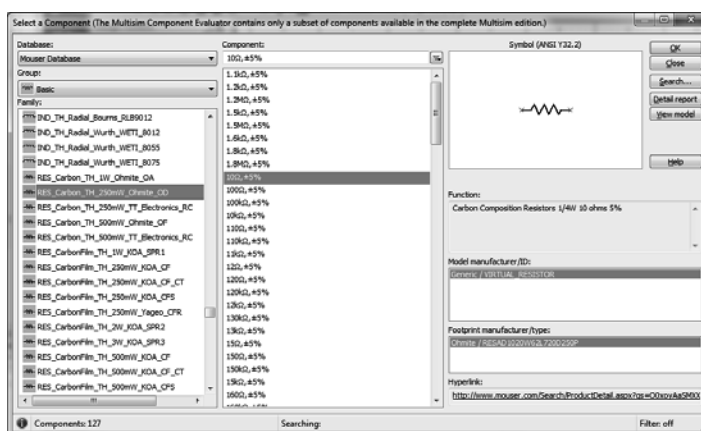 Select a Component (The Multisim Component Evaluator contains only a subset of components available in the complete Multisim edition.)
Database:
Mouser Database
Group:
Basic
Family:
IND_TH_Radial_Bourns_RLB9012
IND_TH_Radial_Wurth_WETI_8012
IND_TH_Radial_Wurth_WETI_8055
IND_TH_Radial_Wurth_WETI_8075
RES_Carbon_TH_1W_Ohmite_OA
RES_Carbon_TH_250mW_Ohmite_OD
RES_Carbon_TH_250mW_TT_Electronics_RC
RES_Carbon_TH_500mW_Ohmite_OF
RES_Carbon_TH_500mW_TT_Electronics_RC
RES_CarbonFilm_TH_1W_KOA_SPR1
RES_CarbonFilm_TH_250mW_KOA_CF
RES_CarbonFilm_TH_250mW_KOA_CF_CT
RES_CarbonFilm_TH_250mW_KOA_CFS
RES_CarbonFilm_TH_250mW_Yageo_CFR
RES_CarbonFilm_TH_2W_KOA_SPR2
RES_CarbonFilm_TH_3W_KOA_SPR3
RES_CarbonFilm_TH_500mW_KOA_CF
RES_CarbonFilm_TH_500mW_KOA_CF_CT
RES_CarbonFilm_TH_500mW_KOA_CFS
Component:
10Ω,±5%
1.1kΩ,±5%
1.2kΩ,±5%
1.2MΩ,±5%
1.5kΩ,±5%
1.5MΩ,±5%
1.6kΩ,±5%
1.8kΩ,±5%
1.8MΩ,±5%
10Ω,±5%
100Ω,±5%
100kΩ,±5%
10kΩ,±5%
110Ω,±5%
110kΩ,±5%
11kΩ,±5%
12Ω,±5%
120Ω,±5%
120kΩ,±5%
12kΩ,±5%
130kΩ,±5%
13kΩ,±5%
15Ω,±5%
150Ω,±5%
150kΩ,±5%
15kΩ,±5%
160Ω,±5%
Symbol (ANSI Y32.2)
Function:
Carbon Composition Resistors 1/4W 10 ohms 5%
Model manufacturer/ID:
Generic / VIRTUAL_RESISTOR
Footprint manufacturer/type:
Ohmite / RESAD1020W62L720D250P
Hyperlink:
OK
Close
Search...
Detail report
View model
Help
Components: 127
Searching:
Filter: off